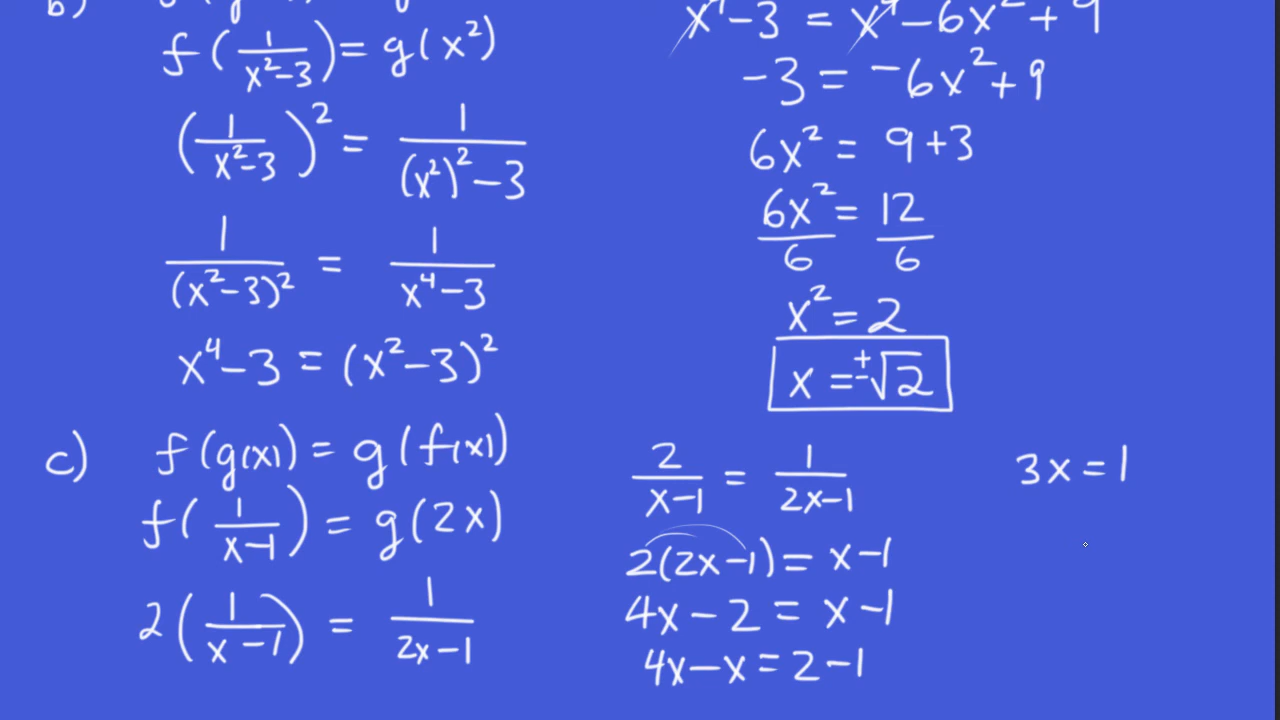 b)
f(1/(x²-3)) = g(x²)
(1/(x²-3))² = 1/((x²)²-3)
1/(x²-3)² = 1/(x⁴-3)
x⁴-3 = (x²-3)²
x⁴-3 = x⁴-6x²+9
-3 = -6x²+9
6x² = 9+3
6x²/6 = 12/6
x² = 2
x = ±√2
c) f(g(x)) = g(f(x))
f(1/(x-1)) = g(2x)
2(1/(x-1)) = 1/(2x-1)
2/(x-1) = 1/(2x-1)
2(2x-1) = x-1
4x-2 = x-1
4x-x = 2-1
3x = 1